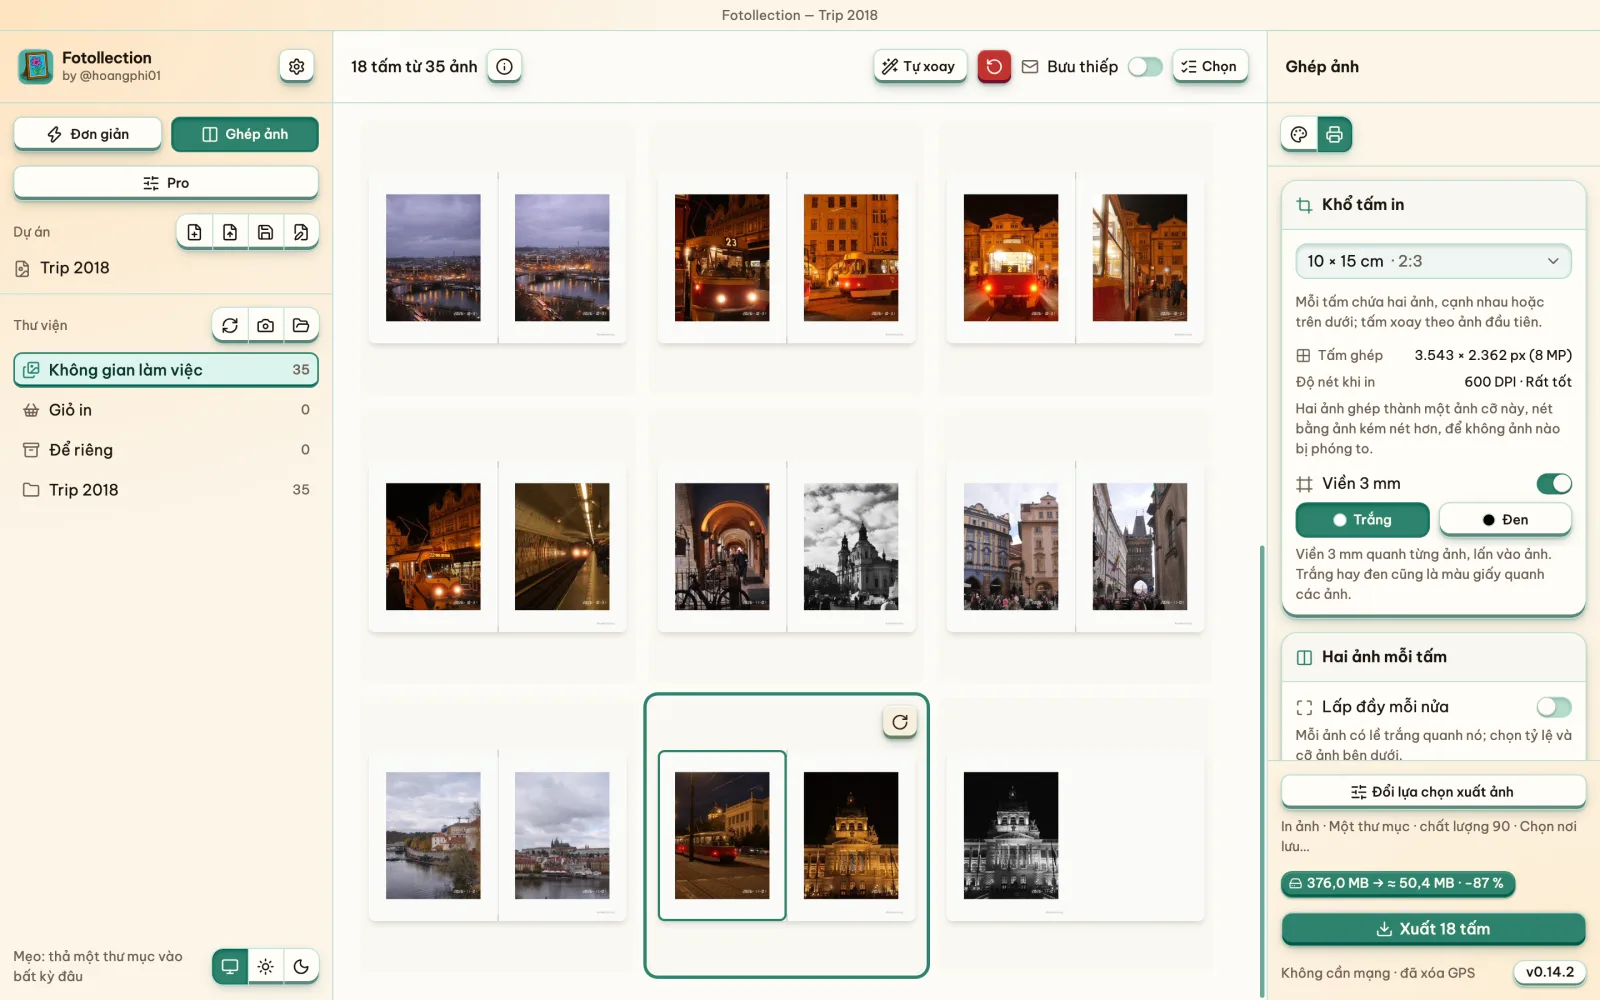 Fotollection — Trip 2018
Fotollection
by @hoangphi01
18 tấm từ 35 ảnh
Tự xoay
Bưu thiếp
Chọn
Ghép ảnh
Đơn giản
Ghép ảnh
Pro
Dự án
Trip 2018
Thư viện
Không gian làm việc 35
Giỏ in 0
Để riêng 0
Trip 2018 35
Mẹo: thả một thư mục vào
bất kỳ đâu
23
Khổ tấm in
10 × 15 cm · 2:3
Mỗi tấm chứa hai ảnh, cạnh nhau hoặc
trên dưới; tấm xoay theo ảnh đầu tiên.
Tấm ghép 3.543 × 2.362 px (8 MP)
Độ nét khi in 600 DPI · Rất tốt
Hai ảnh ghép thành một ảnh cỡ này, nét
bằng ảnh kém nét hơn, để không ảnh nào
bị phóng to.
Viền 3 mm
Trắng
Đen
Viền 3 mm quanh từng ảnh, lấn vào ảnh.
Trắng hay đen cũng là màu giấy quanh
các ảnh.
Hai ảnh mỗi tấm
Lấp đầy mỗi nửa
Mỗi ảnh có lề trắng quanh nó; chọn tỷ lệ và
cỡ ảnh bên dưới.
Đổi lựa chọn xuất ảnh
In ảnh · Một thư mục · chất lượng 90 · Chọn nơi
lưu…
376,0 MB → ≈ 50,4 MB · −87 %
Xuất 18 tấm
Không cần mạng · đã xóa GPS
v0.14.2